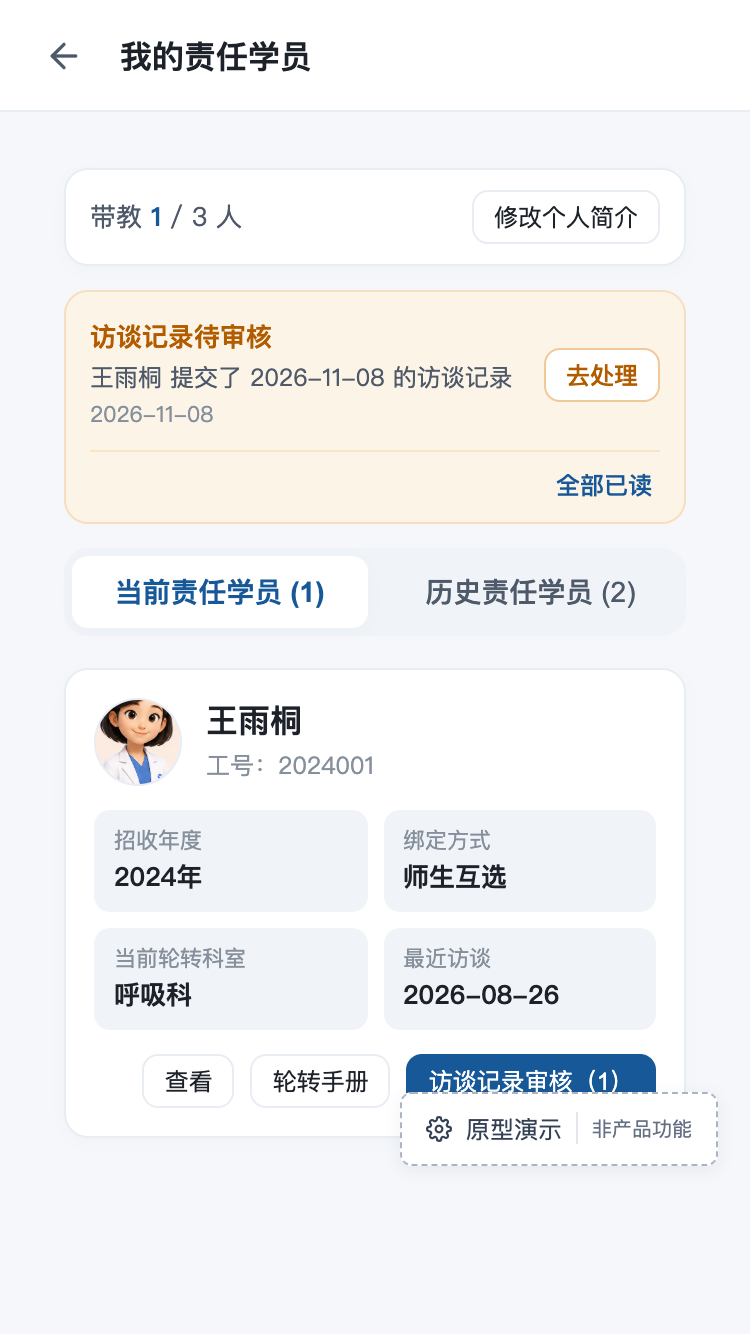 我的责任学员
带教 1 / 3 人
修改个人简介
访谈记录待审核
王雨桐 提交了 2026-11-08 的访谈记录
2026-11-08
去处理
全部已读
当前责任学员 (1)
历史责任学员 (2)
王雨桐
工号：2024001
招收年度
2024年
绑定方式
师生互选
当前轮转科室
呼吸科
最近访谈
2026-08-26
查看
轮转手册
访谈记录审核（1）
原型演示
非产品功能